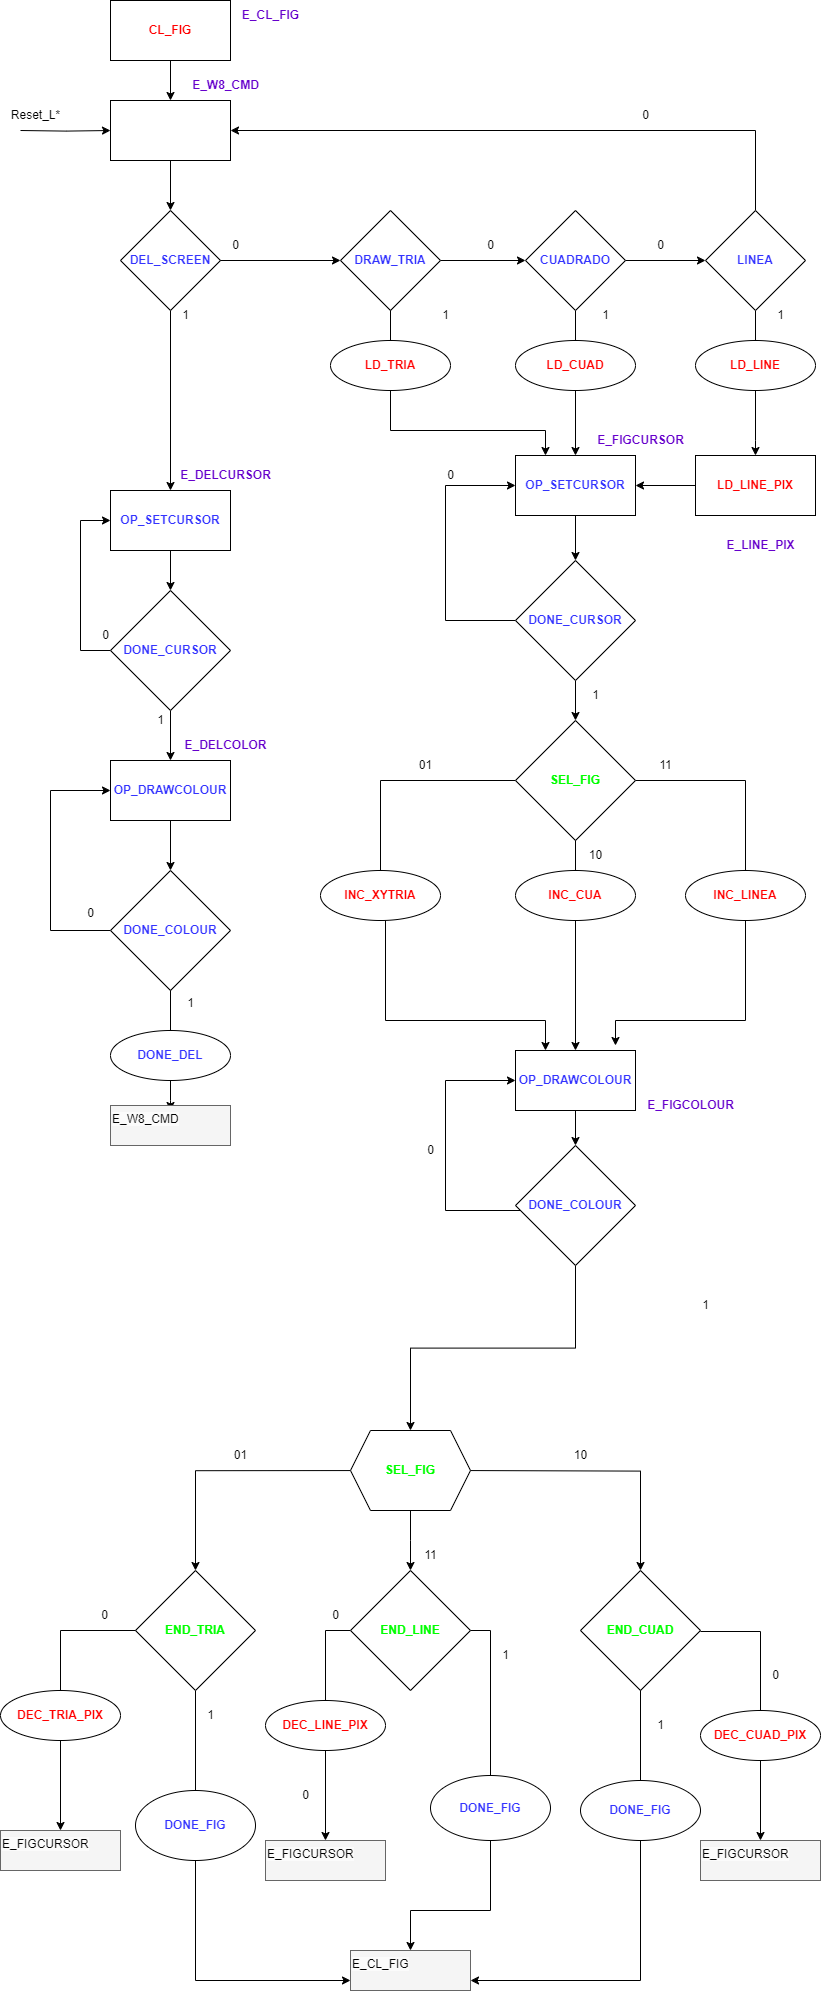 E_CL_FIG
CL_FIG
E_W8_CMD
Reset_L*
0
DEL_SCREEN
0
DRAW_TRIA
0
CUADRADO
0
LINEA
1
1
1
1
LD_TRIA
LD_CUAD
LD_LINE
E_FIGCURSOR
E_DELCURSOR
0
OP_SETCURSOR
LD_LINE_PIX
OP_SETCURSOR
E_LINE_PIX
DONE_CURSOR
0
DONE_CURSOR
1
1
E_DELCOLOR
01
11
SEL_FIG
OP_DRAWCOLOUR
10
INC_XYTRIA
INC_CUA
INC_LINEA
0
DONE_COLOUR
1
DONE_DEL
OP_DRAWCOLOUR
E_FIGCOLOUR
E_W8_CMD
0
DONE_COLOUR
1
01
10
SEL_FIG
11
0
0
END_TRIA
END_LINE
END_CUAD
1
0
1
1
DEC_TRIA_PIX
DEC_LINE_PIX
DEC_CUAD_PIX
0
DONE_FIG
DONE_FIG
DONE_FIG
E_FIGCURSOR
E_FIGCURSOR
E_FIGCURSOR
E_CL_FIG